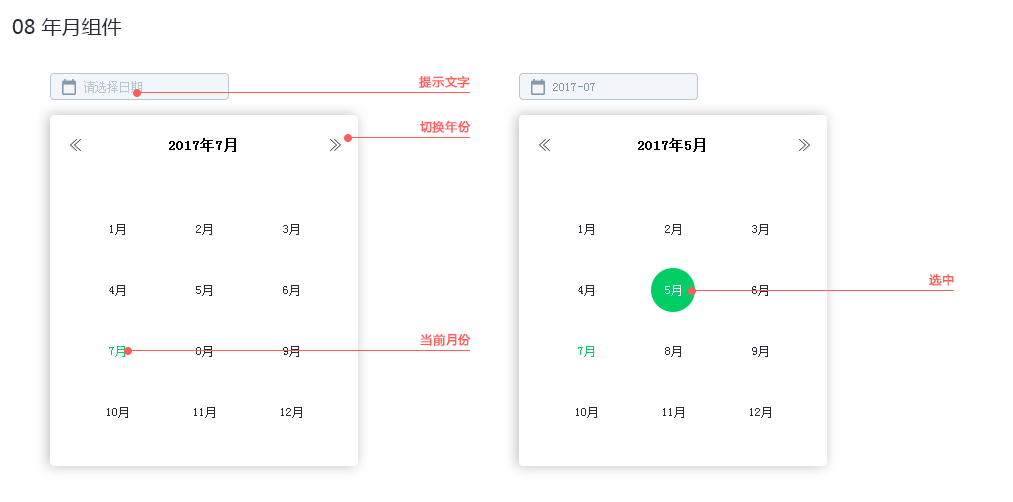 08 年月组件
请选择日期
提示文字
切换年份
2017年7月
1月 2月 3月
4月 5月 6月
7月 8月 9月
当前月份
10月 11月 12月
2017-07
2017年5月
1月 2月 3月
4月 5月 6月
选中
7月 8月 9月
10月 11月 12月